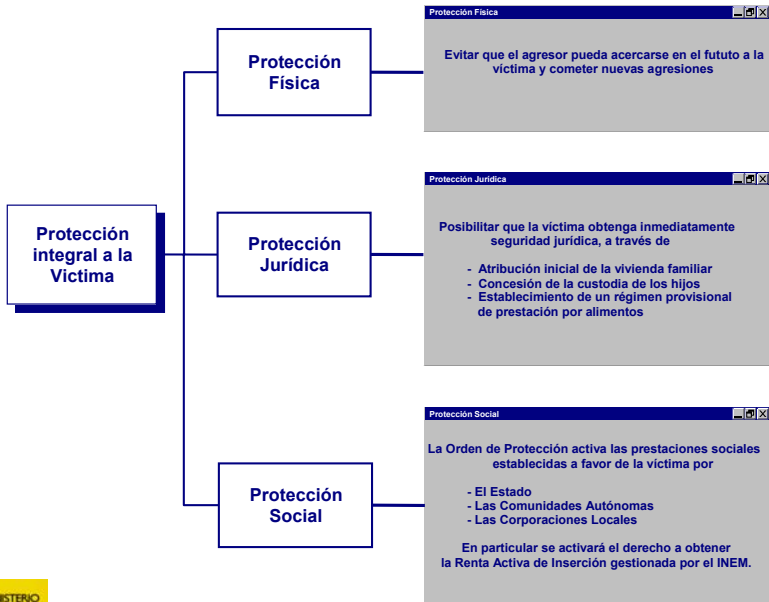 Protección
integral a la
Victima
Protección
Física
Protección Física
Evitar que el agresor pueda acercarse en el fututo a la
víctima y cometer nuevas agresiones
Protección
Jurídica
Protección Jurídica
Posibilitar que la víctima obtenga inmediatamente
seguridad jurídica, a través de
- Atribución inicial de la vivienda familiar
- Concesión de la custodia de los hijos
- Establecimiento de un régimen provisional
de prestación por alimentos
Protección
Social
Protección Social
La Orden de Protección activa las prestaciones sociales
establecidas a favor de la víctima por
- El Estado
- Las Comunidades Autónomas
- Las Corporaciones Locales
En particular se activará el derecho a obtener
la Renta Activa de Inserción gestionada por el INEM.